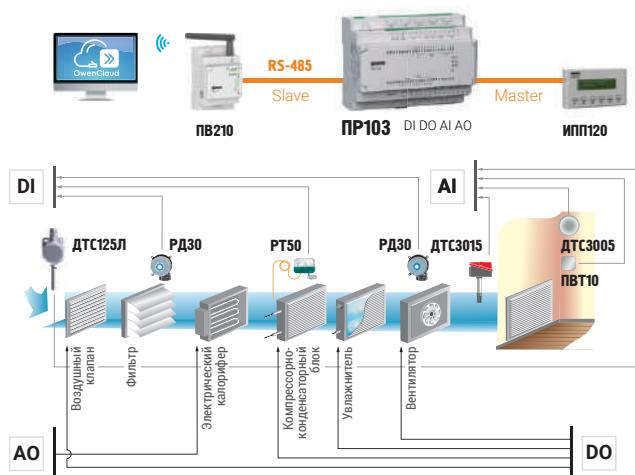 OwenCloud
RS-485
Slave
Master
ПВ210
ПР103
DI DO AI AO
ИПП120
DI
AI
ДТС125Л
РД30
РТ50
РД30
ДТС3015
ДТС3005
ПВТ10
Воздушный
клапан
Фильтр
Электрический
калорифер
Компрессорно-
конденсаторный
блок
Увлажнитель
Вентилятор
AO
DO